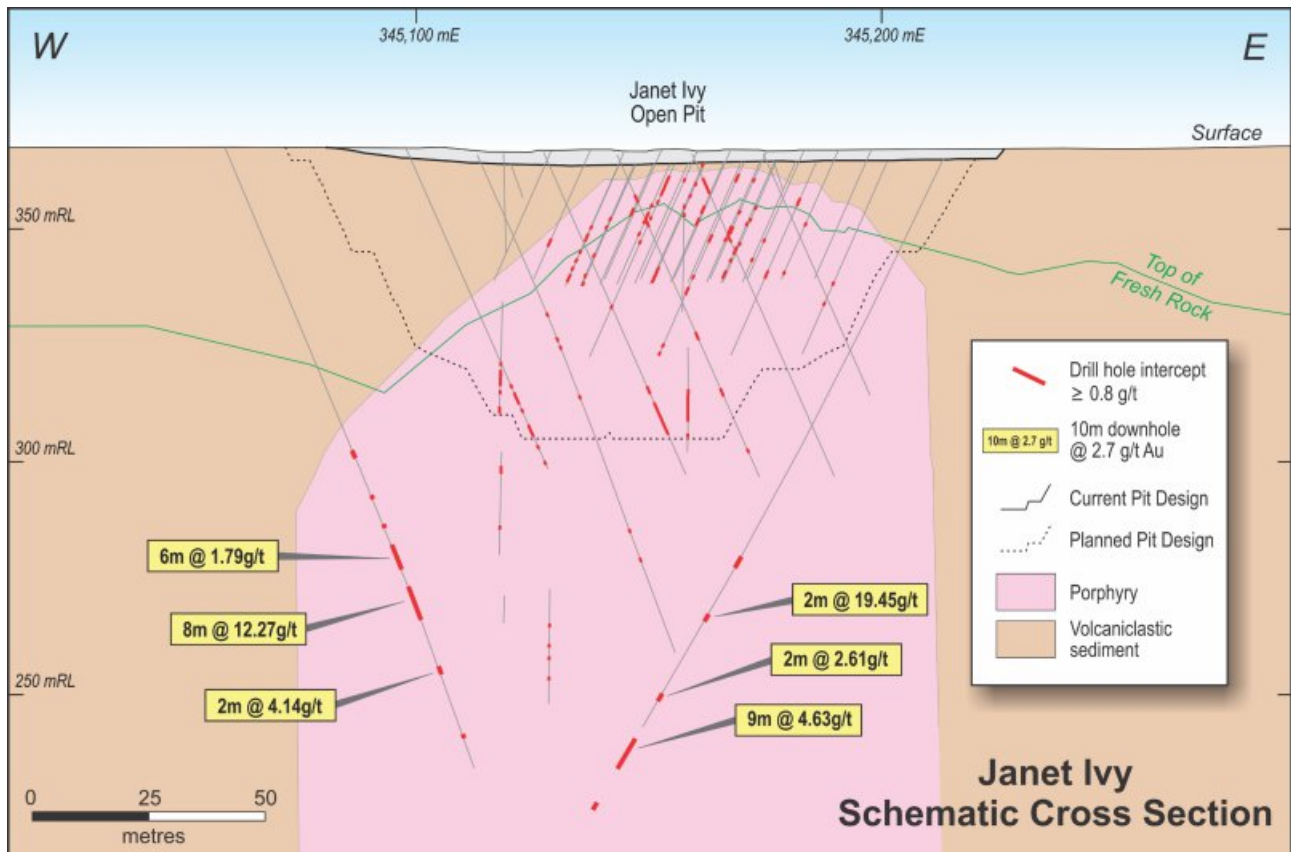 W
345,100 mE
345,200 mE
E
Janet Ivy
Open Pit
Surface
350 mRL
Top of
Fresh Rock
Drill hole intercept
≥ 0.8 g/t
10m @ 2.7 g/t
10m downhole
@ 2.7 g/t Au
Current Pit Design
Planned Pit Design
Porphyry
Volcaniclastic
sediment
300 mRL
6m @ 1.79g/t
8m @ 12.27g/t
2m @ 4.14g/t
2m @ 19.45g/t
2m @ 2.61g/t
9m @ 4.63g/t
250 mRL
0
25
50
metres
Janet Ivy
Schematic Cross Section